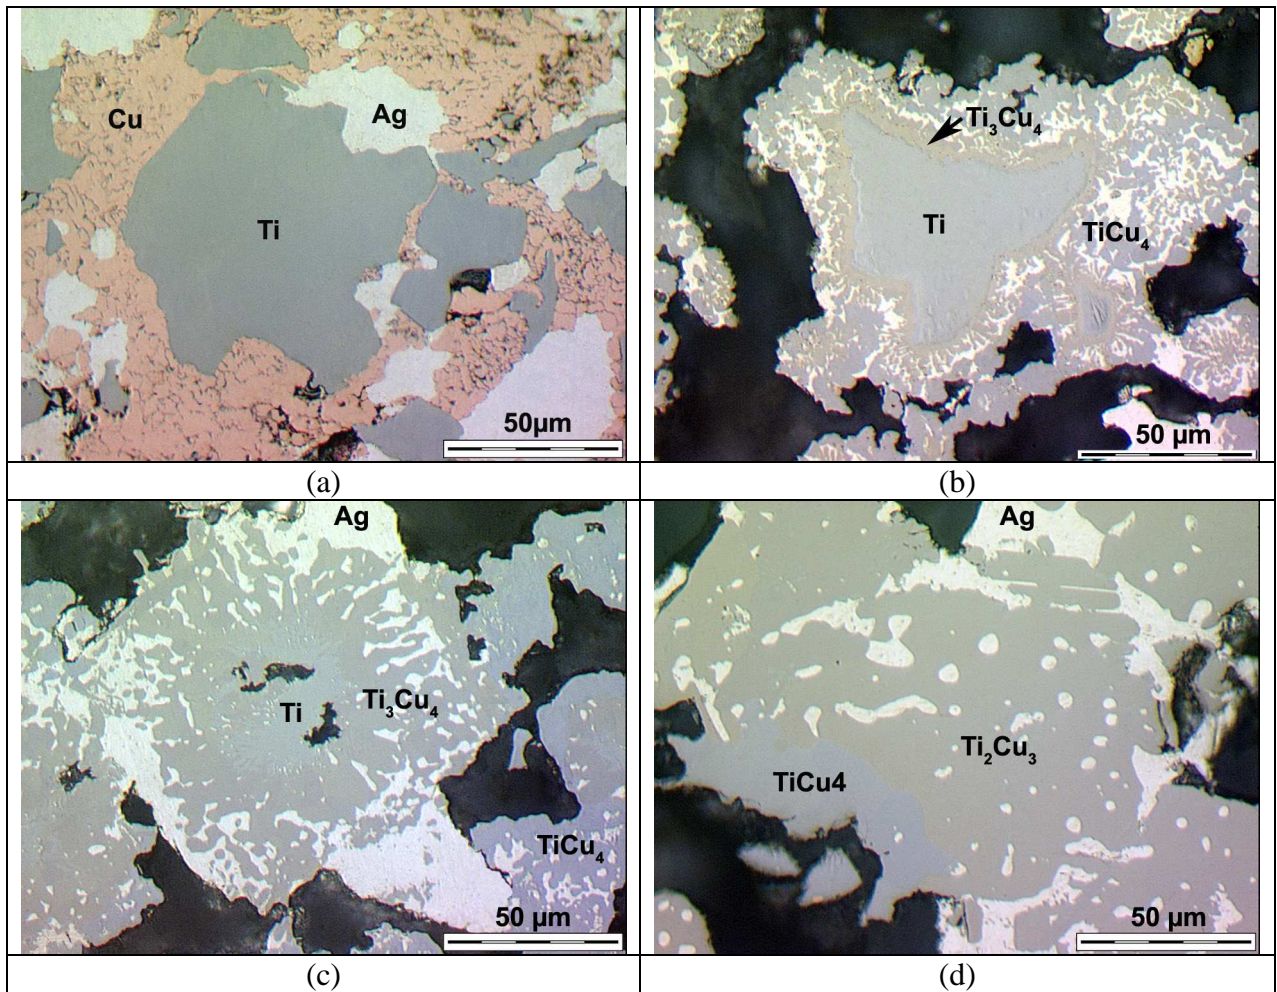 Cu
Ag
Ti
50µm
(a)
Ti₃Cu₄
Ti
TiCu₄
50 µm
(b)
Ag
Ti
Ti₃Cu₄
TiCu₄
50 µm
(c)
Ag
Ti₂Cu₃
TiCu4
50 µm
(d)